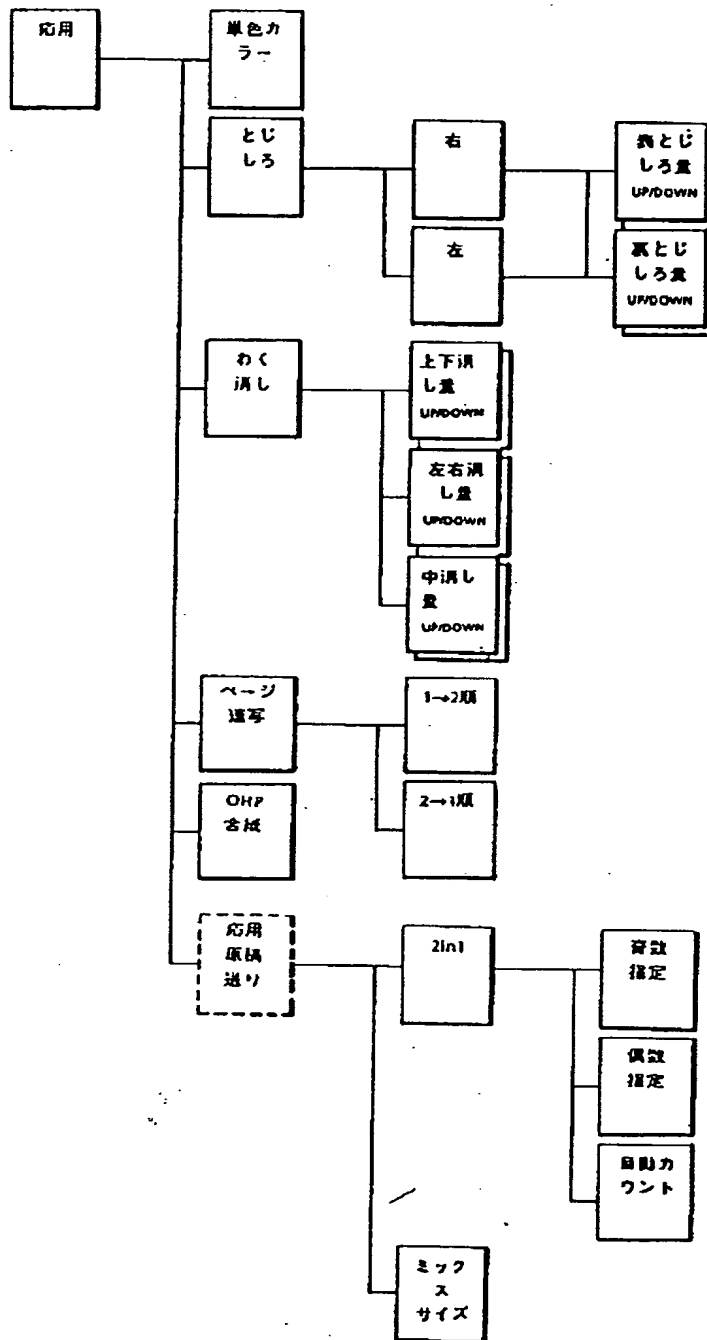 応用
単色カ
ラー
とじ
しろ
右
表とじ
しろ量
UP/DOWN
左
裏とじ
しろ量
UP/DOWN
わく
消し
上下消
し量
UP/DOWN
左右消
し量
UP/DOWN
中消し
量
UP/DOWN
ページ
連写
1→2順
2→1順
OHP
合紙
応用
原稿
送り
2in1
奇数
指定
偶数
指定
自動カ
ウント
ミック
ス
サイズ